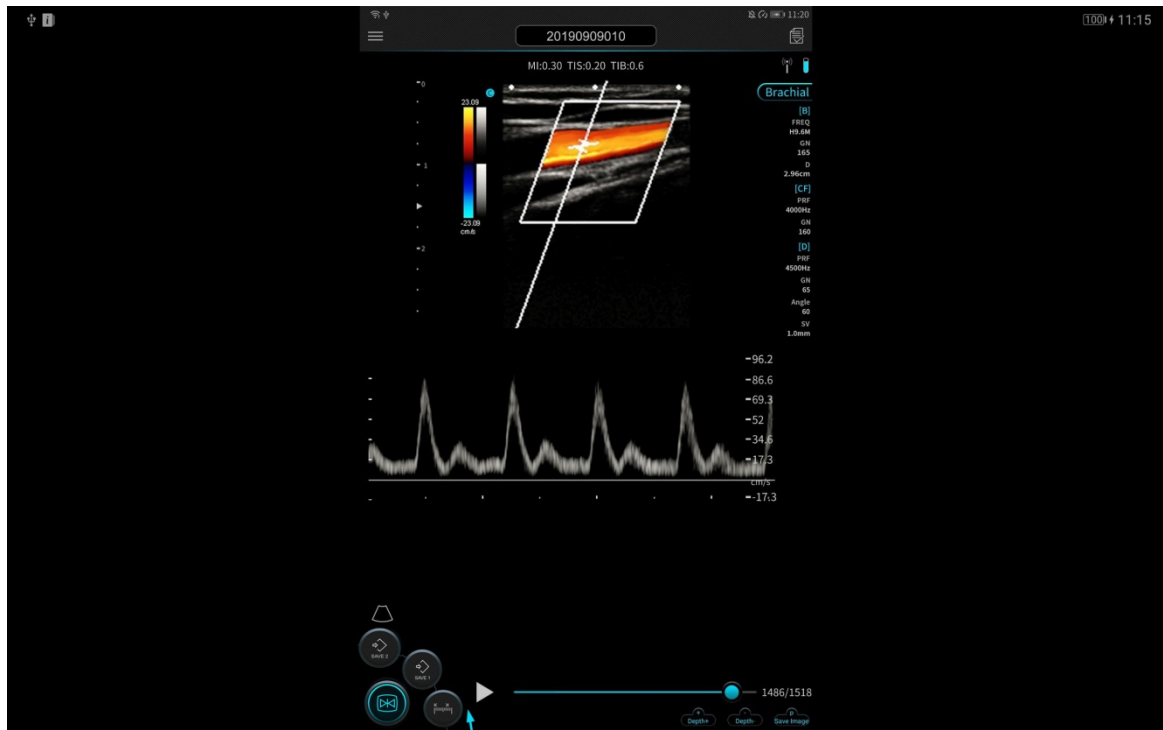 100 11:15
11:20
20190909010
MI:0.30 TIS:0.20 TIB:0.6
Brachial
C
23.09
-23.09
cm/s
0
1
2
[B]
FREQ
H9.6M
GN
165
D
2.96cm
[CF]
PRF
4000Hz
GN
160
[D]
PRF
4500Hz
GN
65
Angle
60
SV
1.0mm
96.2
86.6
69.3
52
34.6
17.3
cm/s
-17.3
SAVE 2
SAVE 1
1486/1518
+
Depth+
-
Depth-
p
Save Image